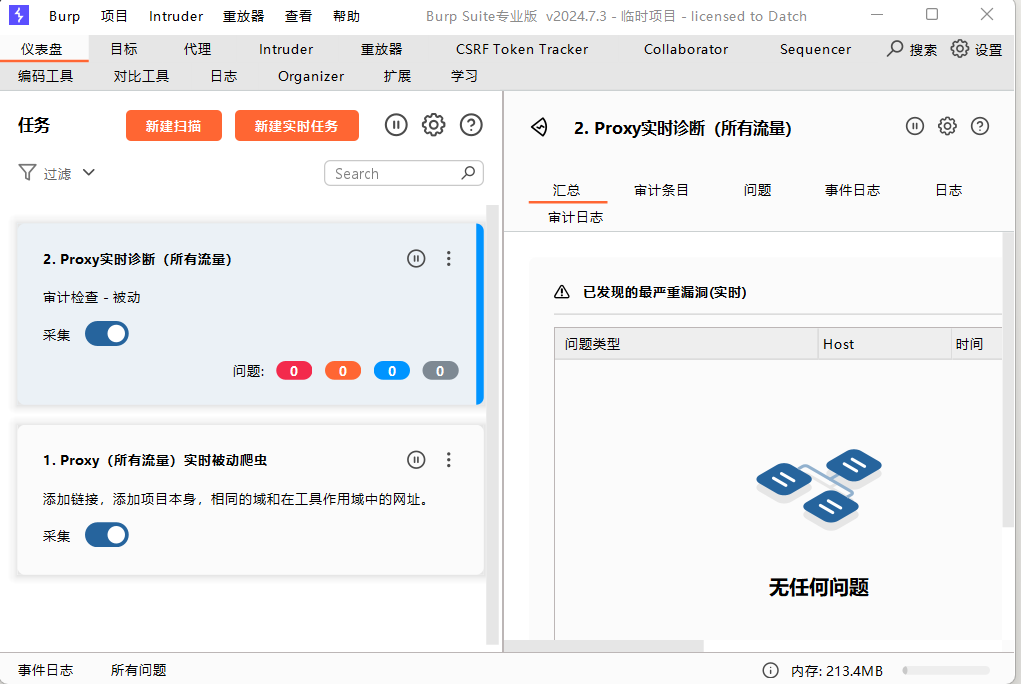 Burp 项目 Intruder 重放器 查看 帮助 Burp Suite专业版 v2024.7.3 - 临时项目 - licensed to Datch
仪表盘 目标 代理 Intruder 重放器 CSRF Token Tracker Collaborator Sequencer 搜索 设置
编码工具 对比工具 日志 Organizer 扩展 学习
任务 新建扫描 新建实时任务
过滤 Search
2. Proxy实时诊断（所有流量）
审计检查 - 被动
采集
问题: 0 0 0 0
1. Proxy（所有流量）实时被动爬虫
添加链接，添加项目本身，相同的域和在工具作用域中的网址。
采集
2. Proxy实时诊断（所有流量）
汇总 审计条目 问题 事件日志 日志
审计日志
已发现的最严重漏洞(实时)
问题类型 Host 时间
无任何问题
事件日志 所有问题 内存: 213.4MB